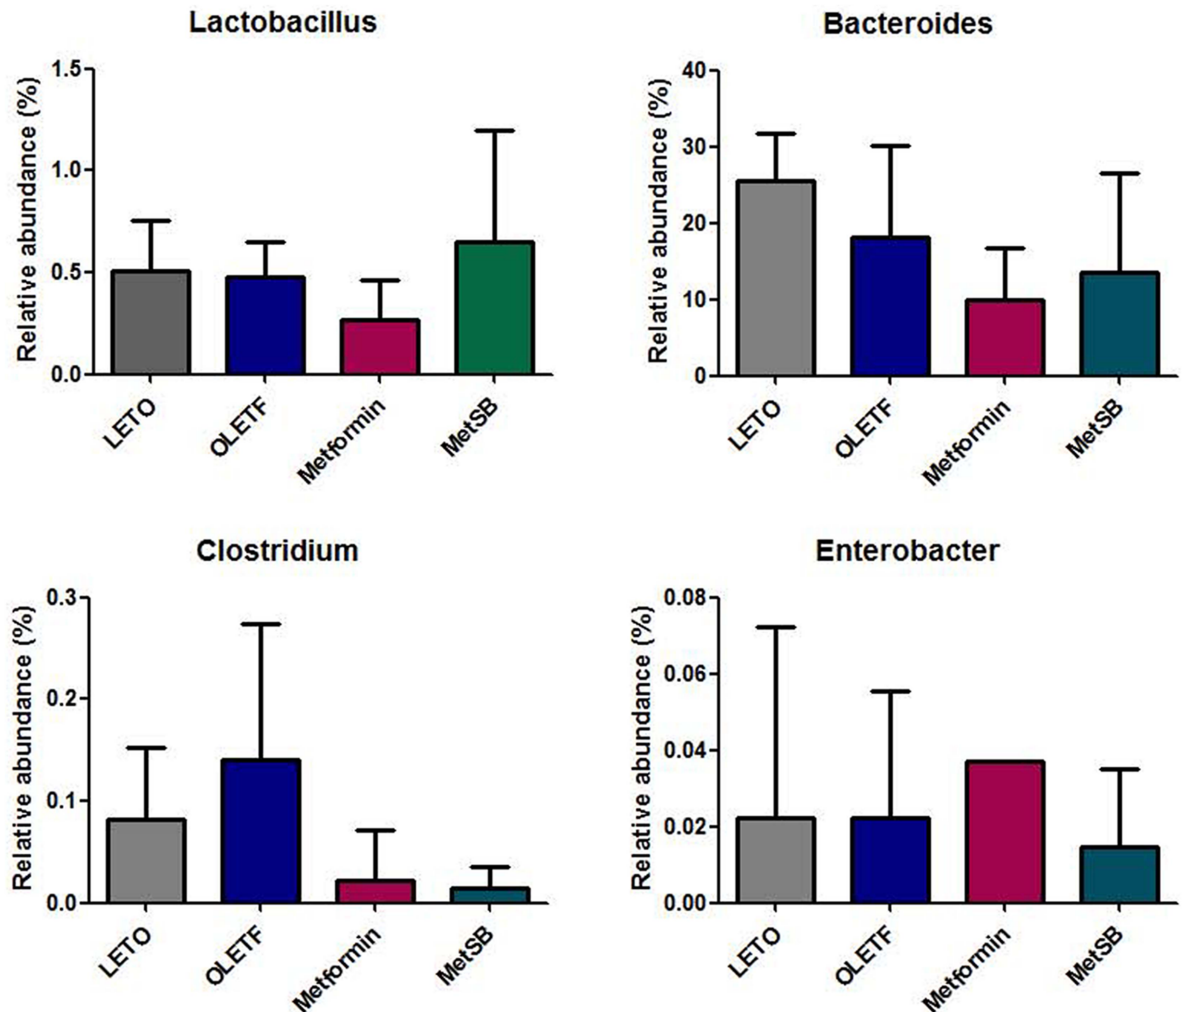 Lactobacillus
Relative abundance (%)
1.5
1.0
0.5
0.0
LETO
OLETF
Metformin
MetSB
Bacteroides
Relative abundance (%)
40
30
20
10
0
LETO
OLETF
Metformin
MetSB
Clostridium
Relative abundance (%)
0.3
0.2
0.1
0.0
LETO
OLETF
Metformin
MetSB
Enterobacter
Relative abundance (%)
0.08
0.06
0.04
0.02
0.00
LETO
OLETF
Metformin
MetSB